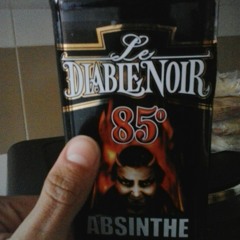 Le
DIABLE NOIR
85°
ABSINTHE